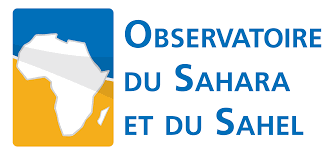 OBSERVATOIRE
DU SAHARA
ET DU SAHEL